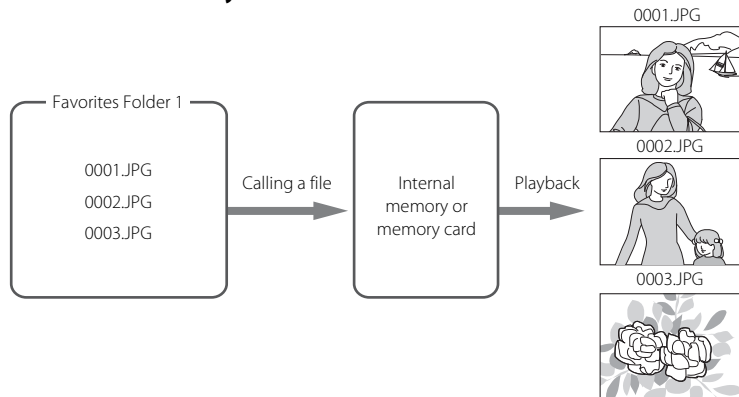 Favorites Folder 1
0001.JPG
0002.JPG
0003.JPG
Calling a file
Internal
memory or
memory card
Playback
0001.JPG
0002.JPG
0003.JPG